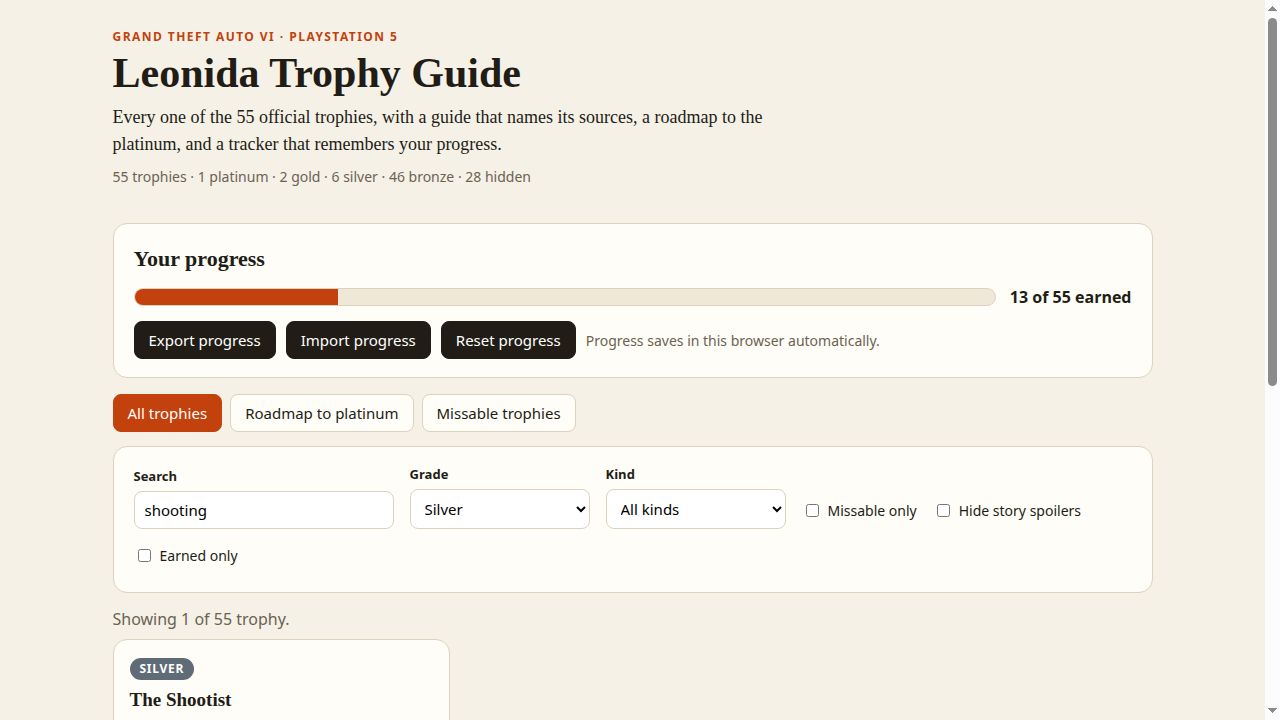 GRAND THEFT AUTO VI · PLAYSTATION 5
Leonida Trophy Guide
Every one of the 55 official trophies, with a guide that names its sources, a roadmap to the
platinum, and a tracker that remembers your progress.
55 trophies · 1 platinum · 2 gold · 6 silver · 46 bronze · 28 hidden
Your progress
13 of 55 earned
Export progress
Import progress
Reset progress
Progress saves in this browser automatically.
All trophies
Roadmap to platinum
Missable trophies
Search
Grade
Kind
shooting
Silver
All kinds
Missable only
Hide story spoilers
Earned only
Showing 1 of 55 trophy.
SILVER
The Shootist